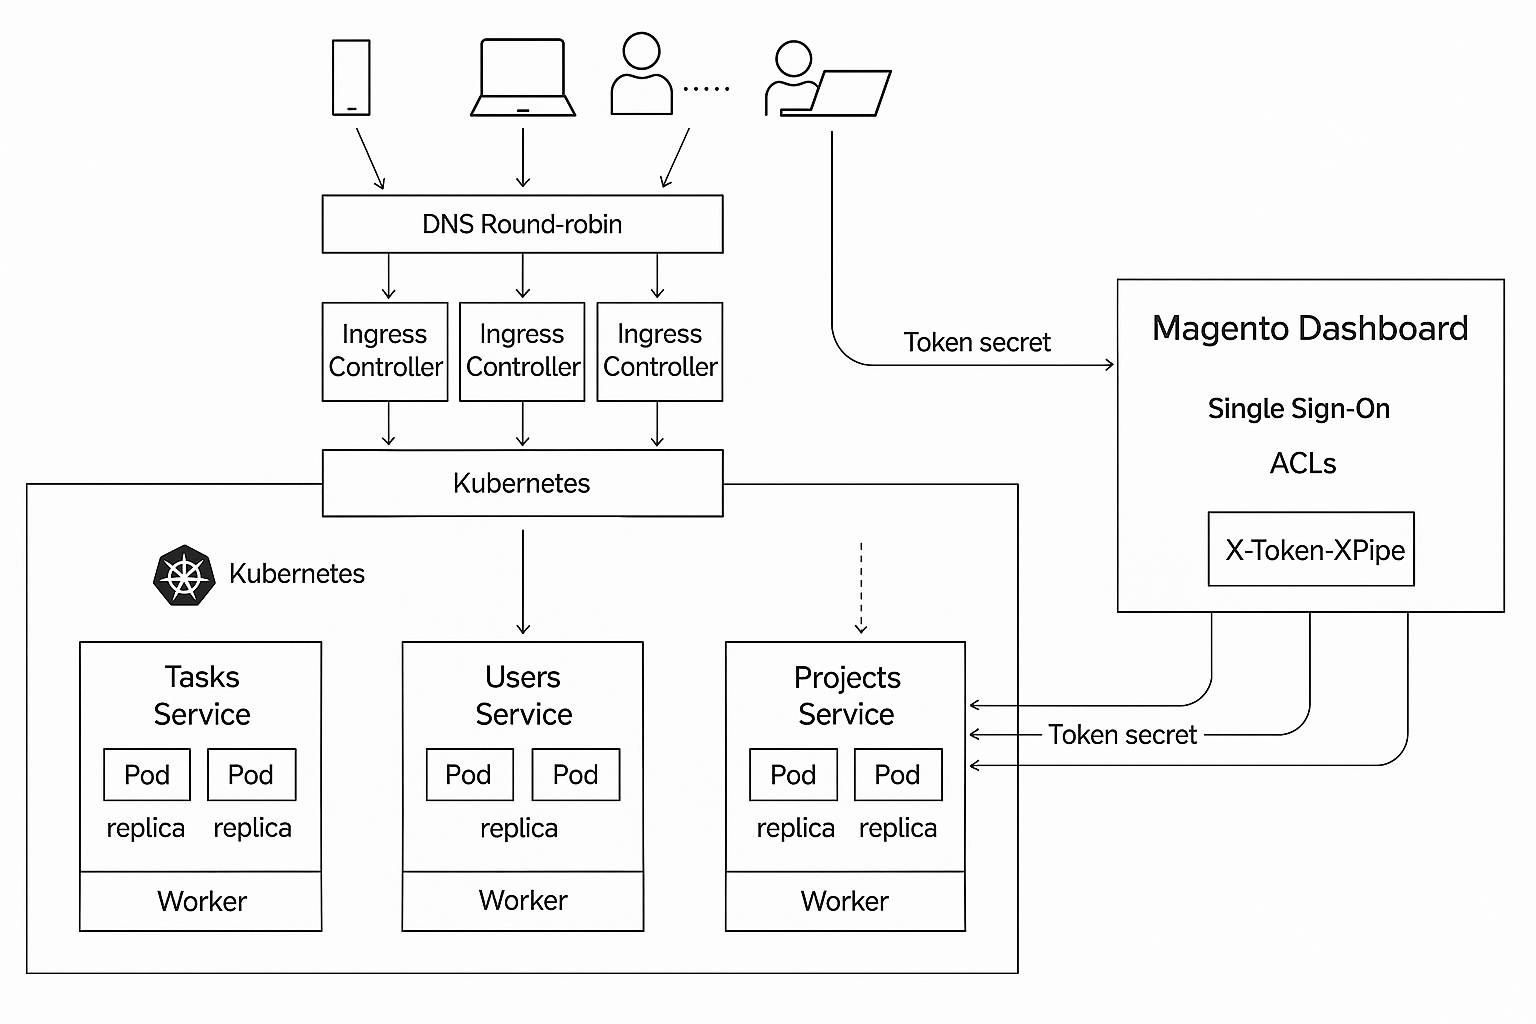 DNS Round-robin
Ingress
Controller
Ingress
Controller
Ingress
Controller
Token secret
Magento Dashboard
Single Sign-On
ACLs
X-Token-XPipe
Kubernetes
Kubernetes
Tasks
Service
Pod
Pod
replica
replica
Worker
Users
Service
Pod
Pod
replica
Worker
Projects
Service
Pod
Pod
replica
replica
Worker
Token secret